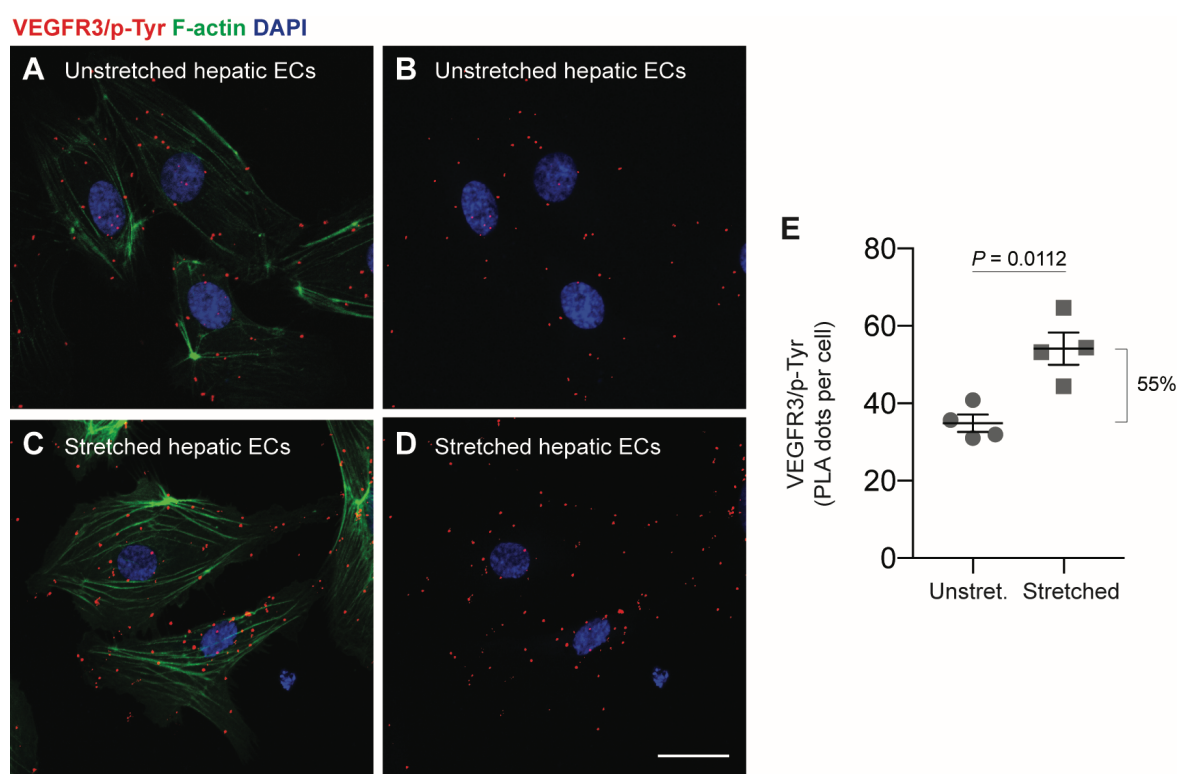 VEGFR3/p-Tyr F-actin DAPI
A Unstretched hepatic ECs
B Unstretched hepatic ECs
C Stretched hepatic ECs
D Stretched hepatic ECs
E
80
60
40
20
0
P = 0.0112
55%
VEGFR3/p-Tyr
(PLA dots per cell)
Unstret. Stretched